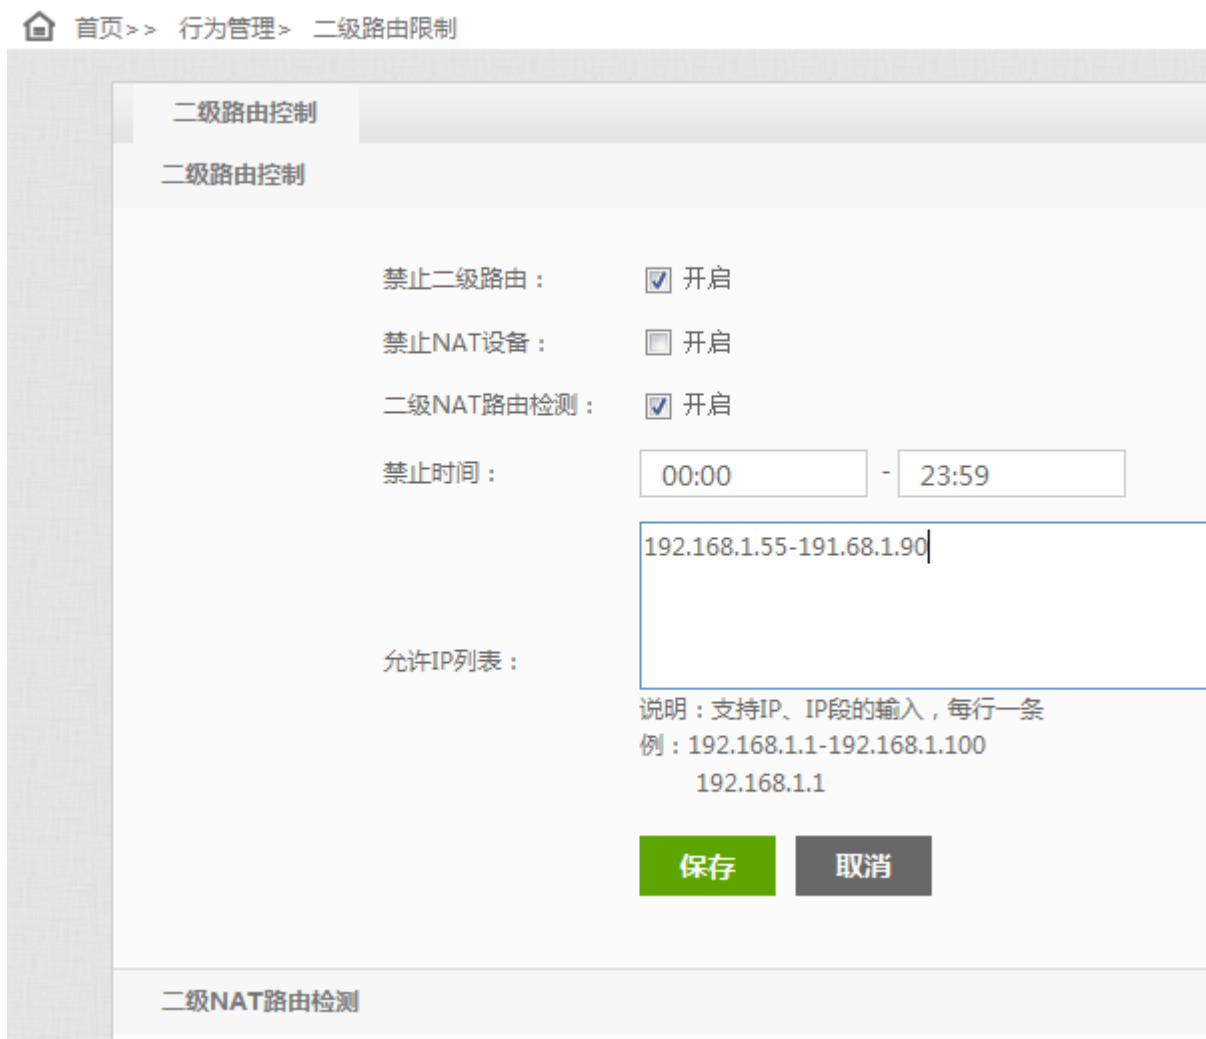 首页>> 行为管理> 二级路由限制
二级路由控制
二级路由控制
禁止二级路由： 开启
禁止NAT设备： 开启
二级NAT路由检测： 开启
禁止时间： 00:00 - 23:59
192.168.1.55-191.68.1.90
允许IP列表：
说明：支持IP、IP段的输入，每行一条
例：192.168.1.1-192.168.1.100
192.168.1.1
保存 取消
二级NAT路由检测